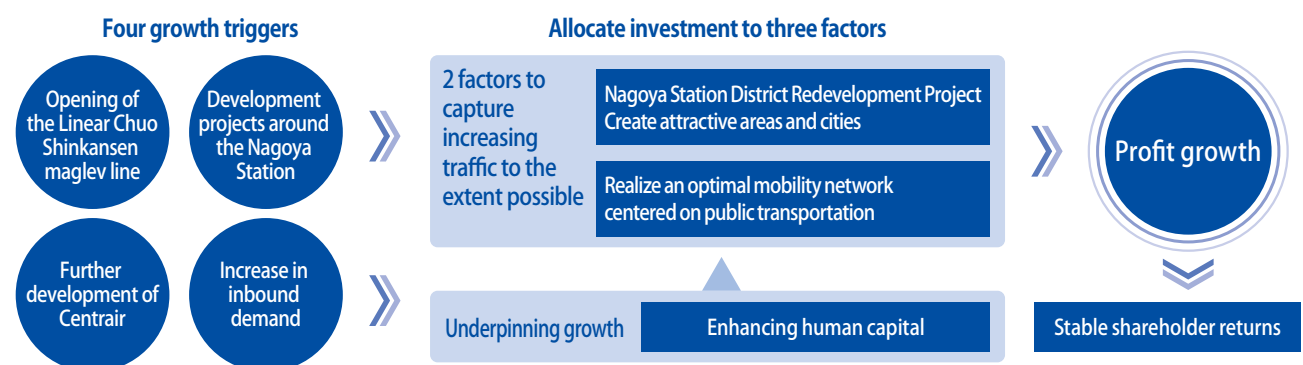 Four growth triggers
Opening of
the Linear Chuo
Shinkansen
maglev line
Development
projects around
the Nagoya
Station
Further
development of
Centrair
Increase in
inbound
demand
Allocate investment to three factors
2 factors to
capture
increasing
traffic to the
extent possible
Nagoya Station District Redevelopment Project
Create attractive areas and cities
Realize an optimal mobility network
centered on public transportation
Underpinning growth
Enhancing human capital
Profit growth
Stable shareholder returns